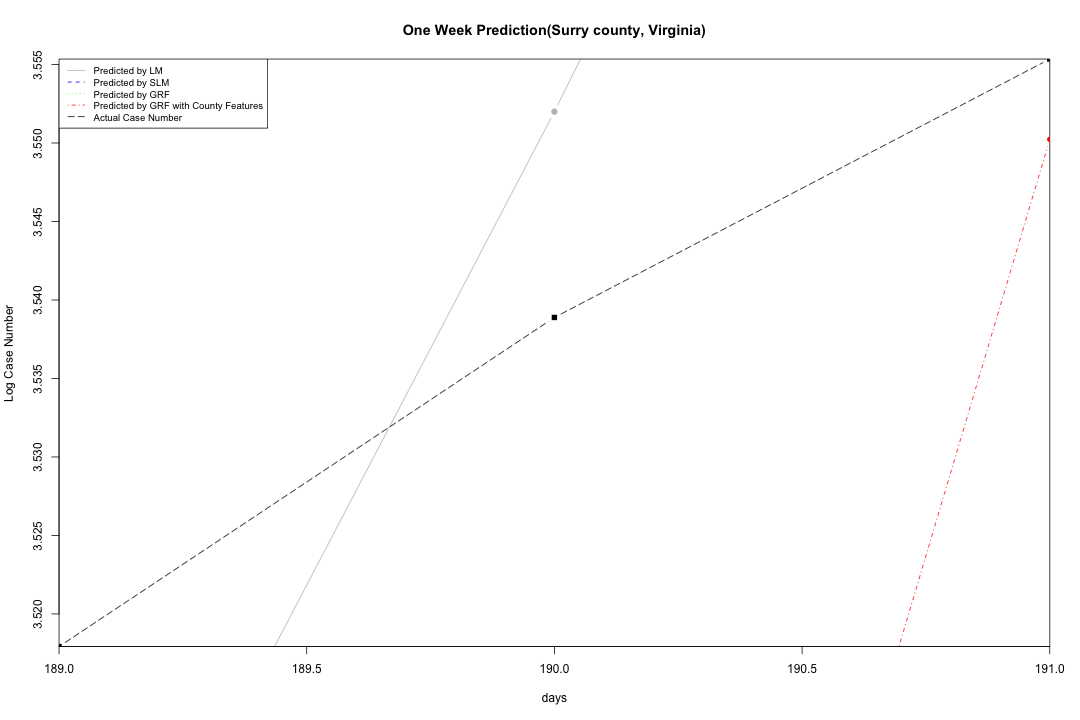 One Week Prediction(Surry county, Virginia)
Predicted by LM
Predicted by SLM
Predicted by GRF
Predicted by GRF with County Features
Actual Case Number
Log Case Number
3.555
3.550
3.545
3.540
3.535
3.530
3.525
3.520
189.0 189.5 190.0 190.5 191.0
days